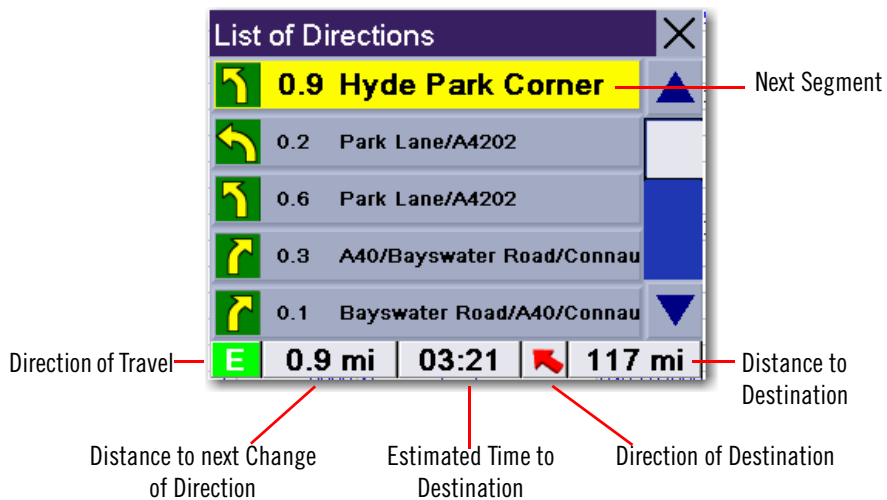 List of Directions
0.9 Hyde Park Corner
Next Segment
0.2 Park Lane/A4202
0.6 Park Lane/A4202
0.3 A40/Bayswater Road/Connau
0.1 Bayswater Road/A40/Connau
Direction of Travel
E 0.9 mi 03:21 117 mi
Distance to
Destination
Distance to next Change
of Direction
Estimated Time to
Destination
Direction of Destination